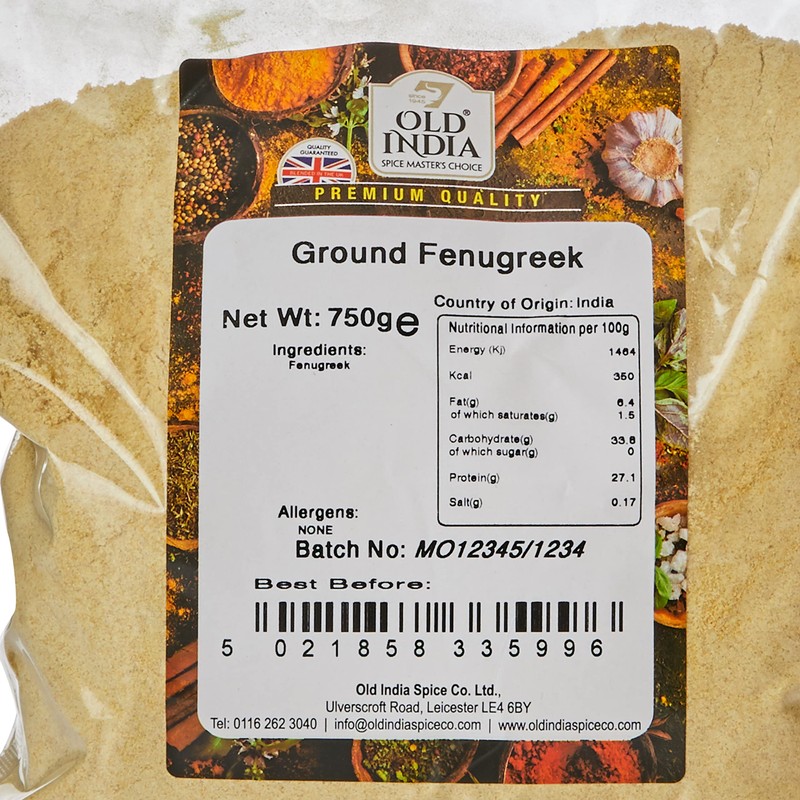 since
1945
OLD®
INDIA
SPICE MASTER'S CHOICE
QUALITY
GUARANTEED
BLENDED IN THE UK
PREMIUM QUALITY
Ground Fenugreek
Net Wt: 750g e
Ingredients:
Fenugreek
Country of Origin: India
Nutritional Information per 100g
Energy (Kj) 1464
Kcal 350
Fat(g) 6.4
of which saturates(g) 1.5
Carbohydrate(g) 33.8
of which sugar(g) 0
Protein(g) 27.1
Salt(g) 0.17
Allergens:
NONE
Batch No: MO12345/1234
Best Before:
5 021858 335996
Old India Spice Co. Ltd.,
Ulverscroft Road, Leicester LE4 6BY
Tel: 0116 262 3040 | info@oldindiaspiceco.com | www.oldindiaspiceco.com